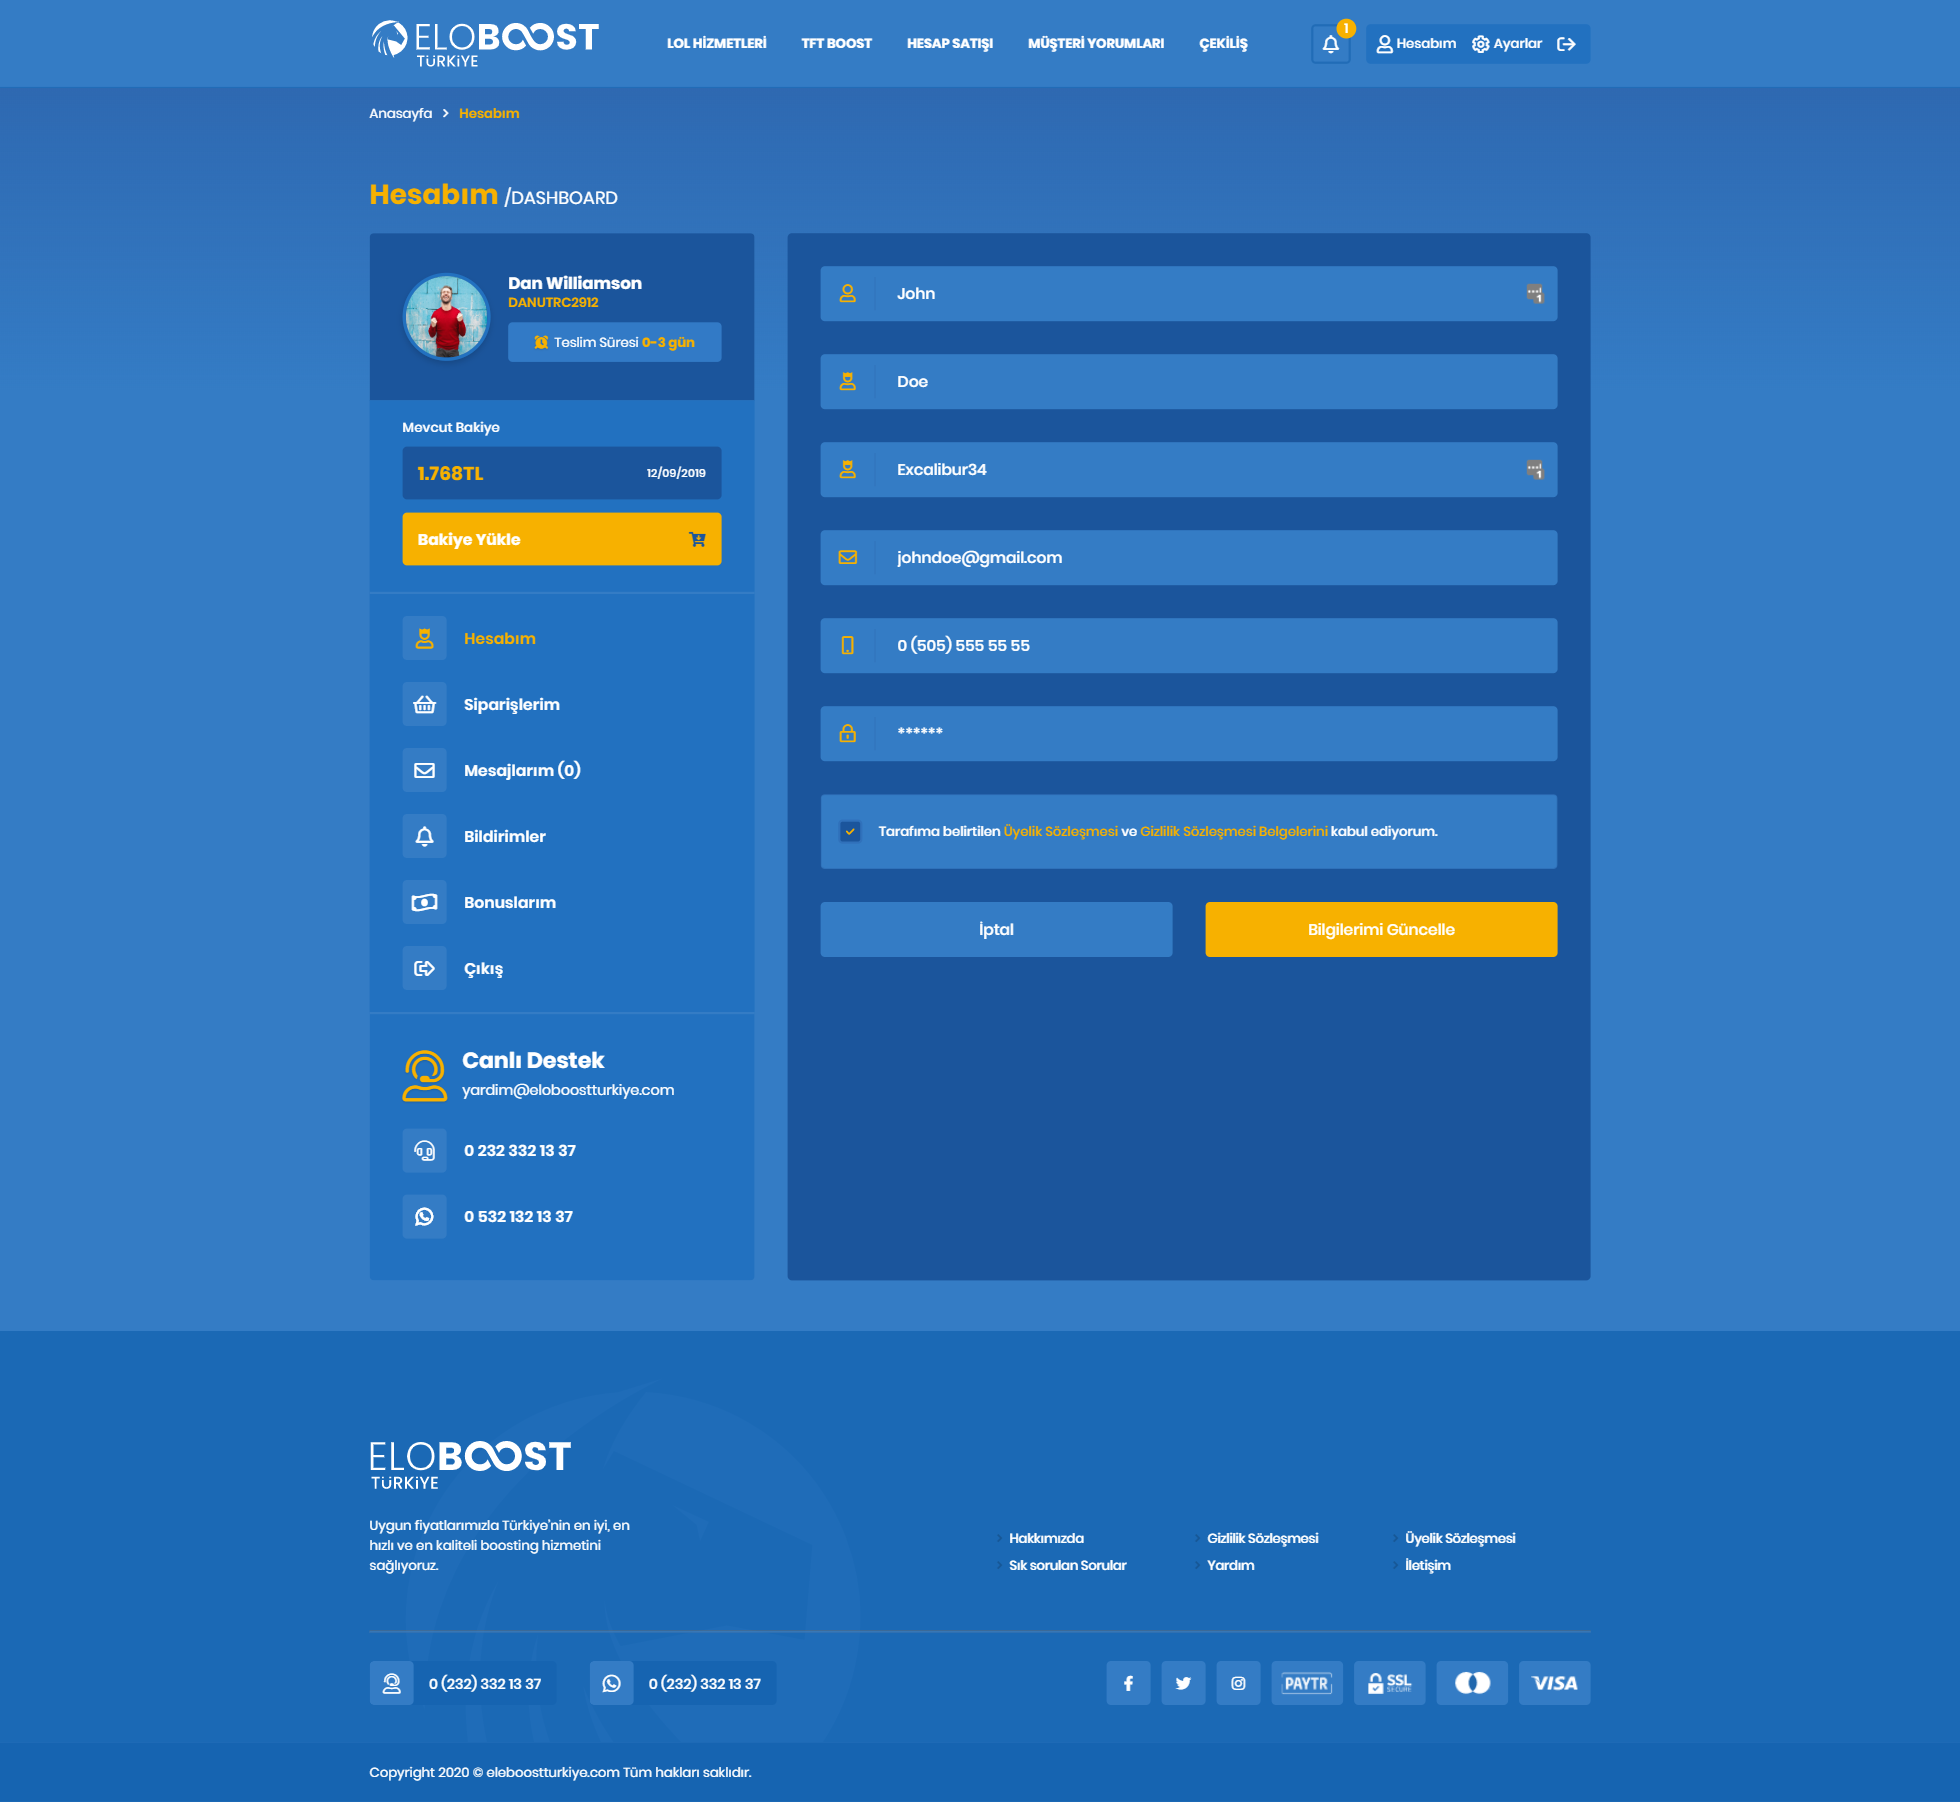 ELOBOOST
TÜRKİYE
LOL HİZMETLERİ
TFT BOOST
HESAP SATIŞI
MÜŞTERİ YORUMLARI
ÇEKİLİŞ
1
Hesabım
Ayarlar
Anasayfa > Hesabım
Hesabım /DASHBOARD
Dan Williamson
DANUTRC2912
Teslim Süresi 0-3 gün
Mevcut Bakiye
1.768TL
12/09/2019
Bakiye Yükle
Hesabım
Siparişlerim
Mesajlarım (0)
Bildirimler
Bonuslarım
Çıkış
Canlı Destek
yardim@eloboostturkiye.com
0 232 332 13 37
0 532 132 13 37
John
1
Doe
Excalibur34
1
johndoe@gmail.com
0 (505) 555 55 55
******
Tarafıma belirtilen Üyelik Sözleşmesi ve Gizlilik Sözleşmesi Belgelerini kabul ediyorum.
İptal
Bilgilerimi Güncelle
ELOBOOST
TÜRKİYE
Uygun fiyatlarımızla Türkiye'nin en iyi, en
hızlı ve en kaliteli boosting hizmetini
sağlıyoruz.
Hakkımızda
Gizlilik Sözleşmesi
Üyelik Sözleşmesi
Sık sorulan Sorular
Yardım
İletişim
0 (232) 332 13 37
0 (232) 332 13 37
PAYTR
SSL
SECURE
VISA
Copyright 2020 © eleboostturkiye.com Tüm hakları saklıdır.